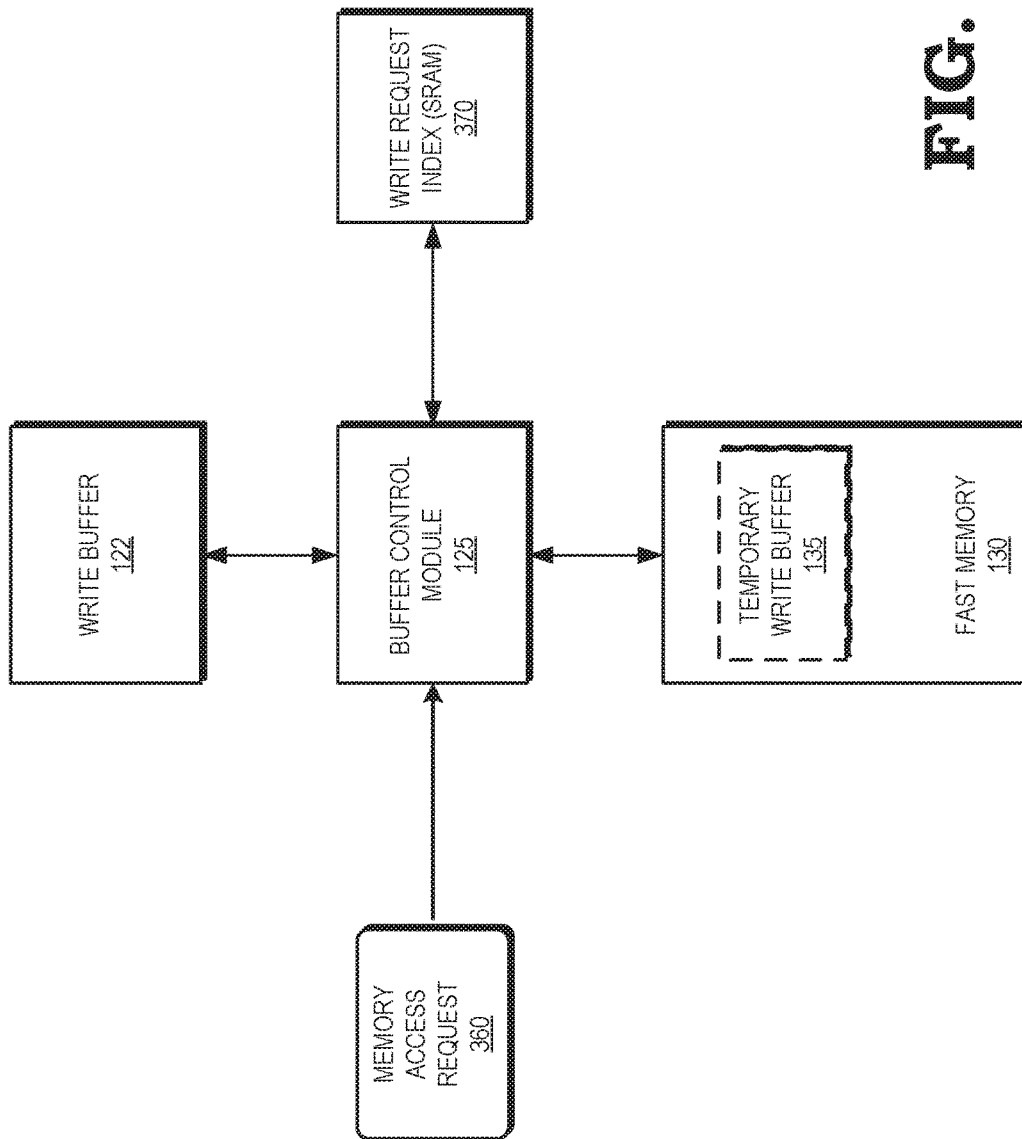 WRITE BUFFER
122
WRITE REQUEST
INDEX (SRAM)
370
BUFFER CONTROL
MODULE
125
MEMORY
ACCESS
REQUEST
360
TEMPORARY
WRITE BUFFER
135
FAST MEMORY
130
FIG.